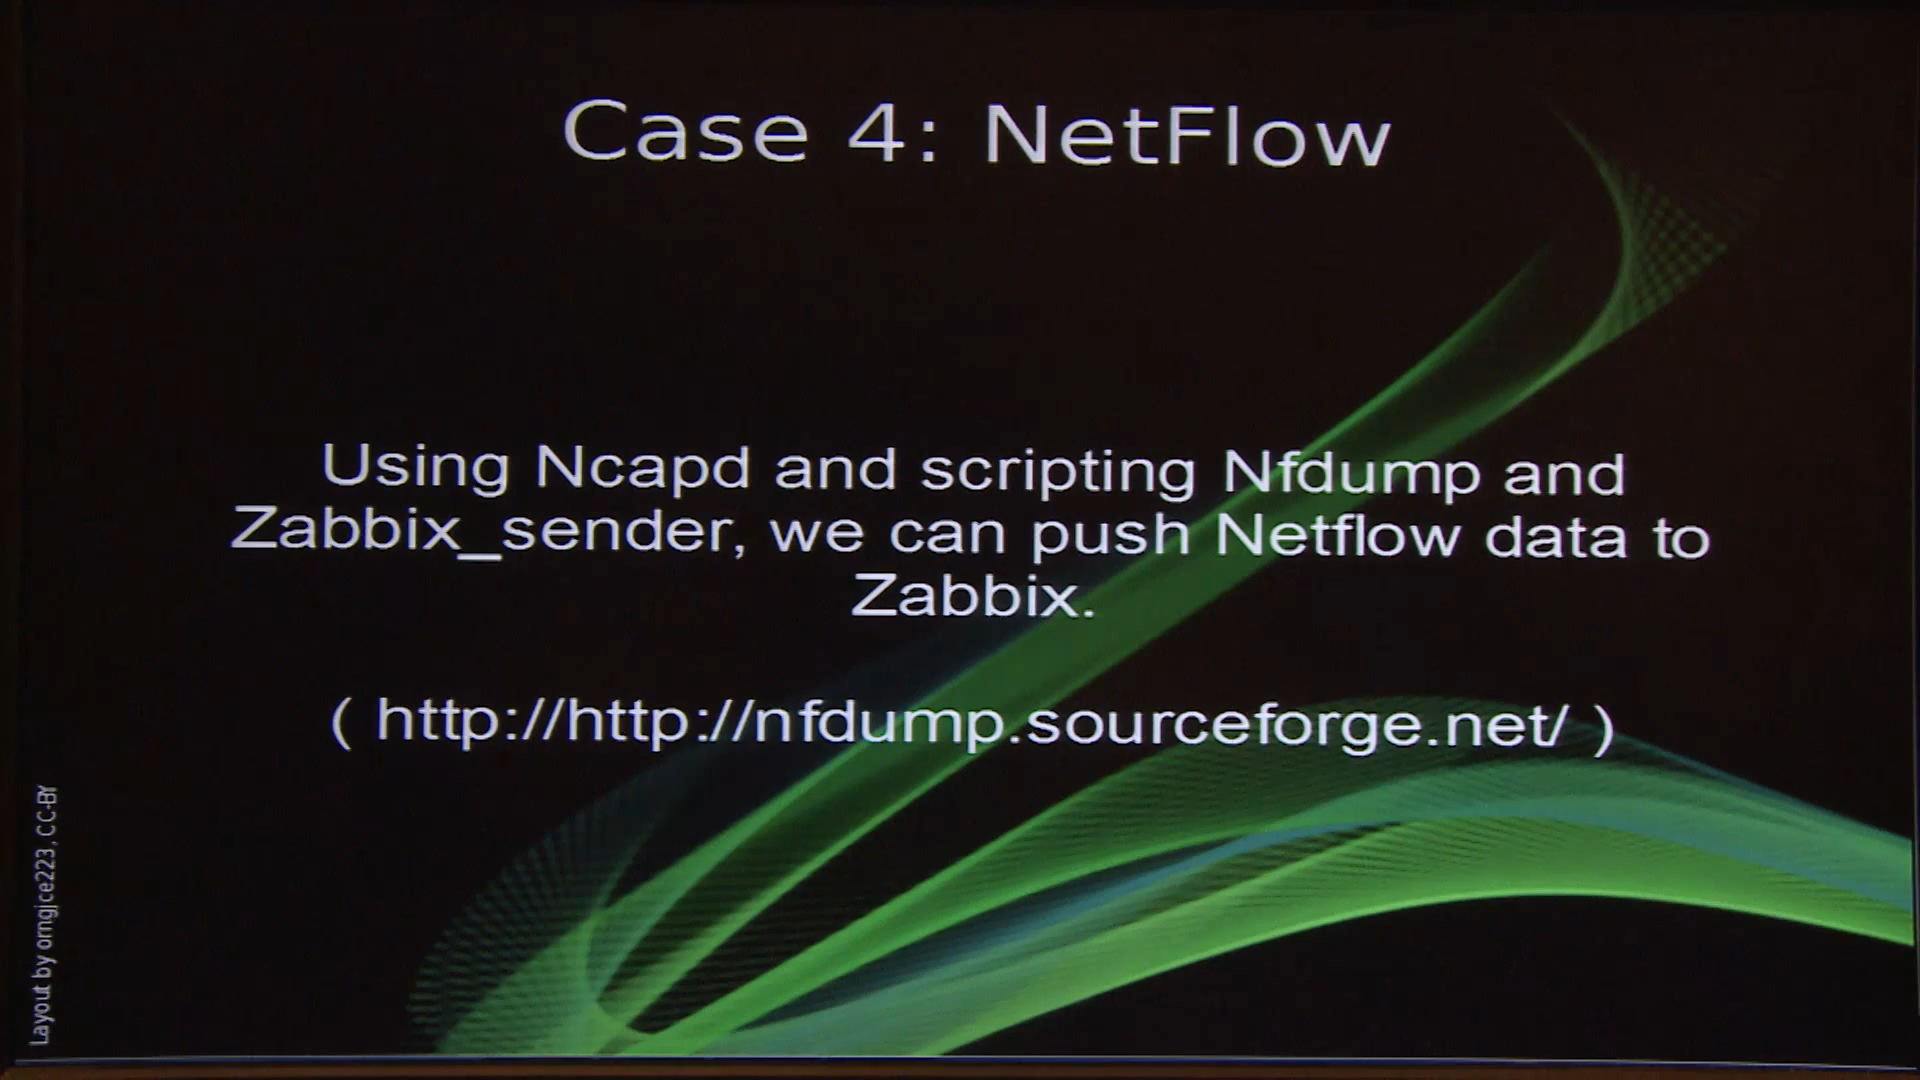 Case 4: NetFlow
Using Ncapd and scripting Nfdump and
Zabbix_sender, we can push Netflow data to
Zabbix.
( http://http://nfdump.sourceforge.net/ )
Layout by orngjce223, CC-BY